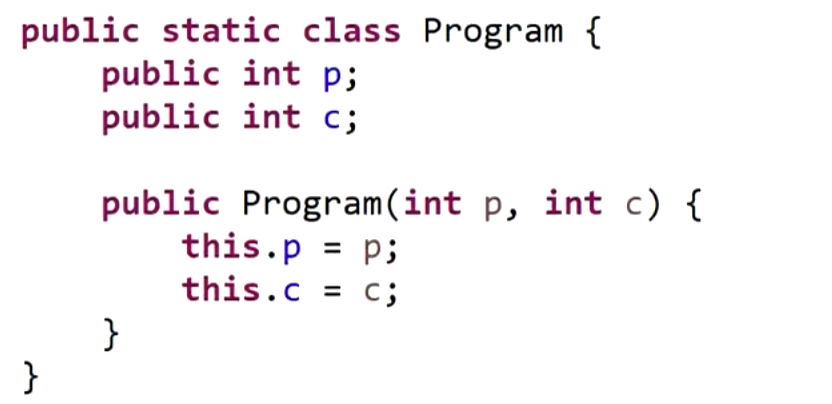 public static class Program {
    public int p;
    public int c;

    public Program(int p, int c) {
        this.p = p;
        this.c = c;
    }
}